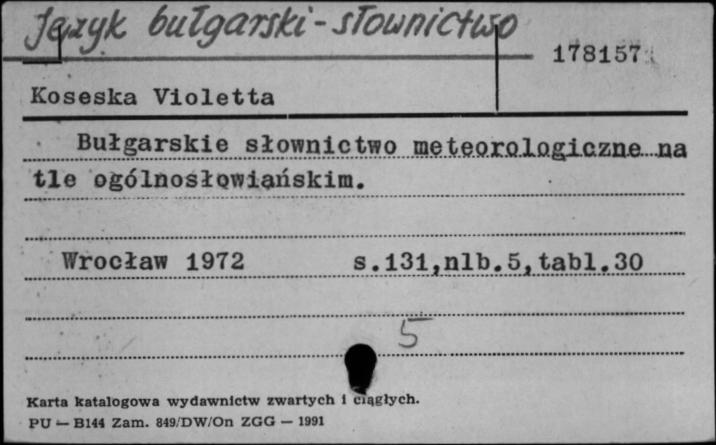 Język bułgarski - słownictwo
178157
Koseska Violetta
Bułgarskie słownictwo meteorologiczne na
tle ogólnosłowiańskim.
Wrocław 1972 s.131,nlb.5,tabl.30
5
Karta katalogowa wydawnictw zwartych i ciągłych.
PU — B144 Zam. 849/DW/On ZGG — 1991